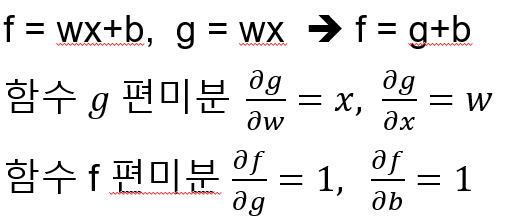 f = wx+b, g = wx ➔ f = g+b
함수 g 편미분 ∂g/∂w = x, ∂g/∂x = w
함수 f 편미분 ∂f/∂g = 1, ∂f/∂b = 1